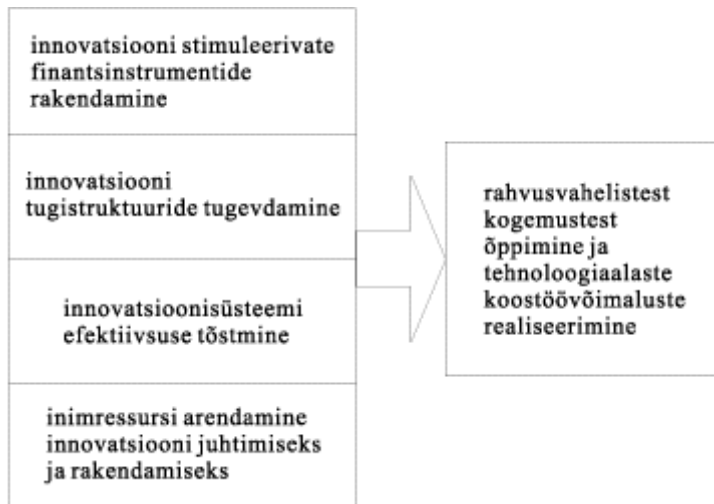 innovatsiooni stimuleerivate
finantsinstrumentide
rakendamine
innovatsiooni
tugistruktuuride tugevdamine
innovatsioonisüsteemi
efektiivsuse tõstmine
inimressursi arendamine
innovatsiooni juhtimiseks
ja rakendamiseks
rahvusvahelistest
kogemustest
õppimine ja
tehnoloogiaalaste
koostöövõimaluste
realiseerimine